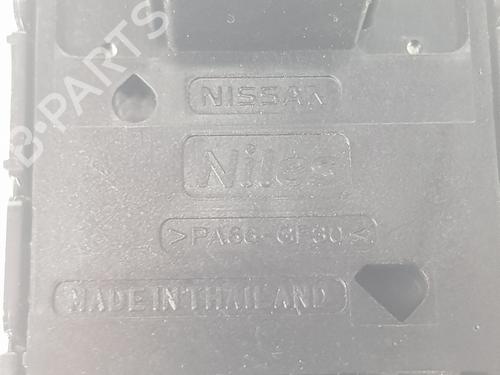 B-PARTS
NISSAN
Niles
>PA66-GF30<
MADE IN THAILAND